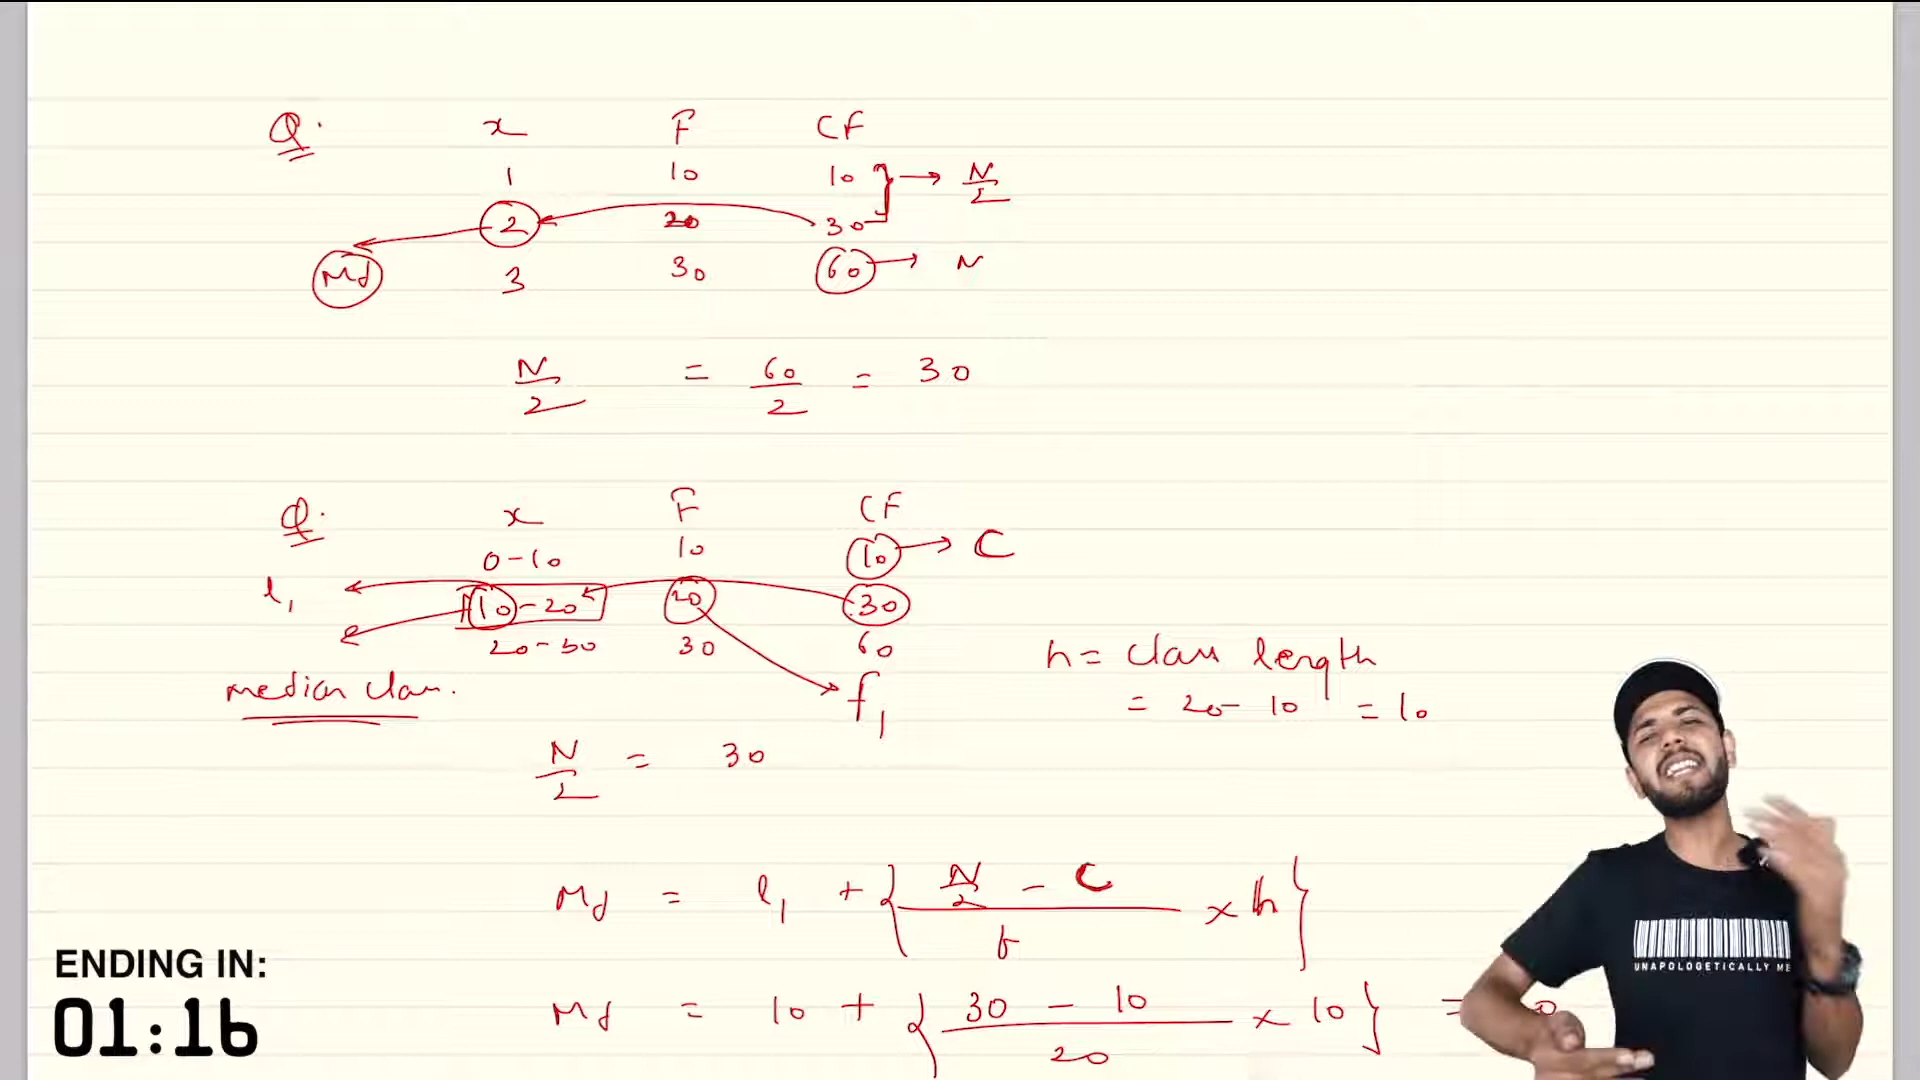 Q. x F CF
1 10 10 → N/2
2 20 30
Md 3 30 60 → N
N/2 = 60/2 = 30
Q. x F CF
0-10 10 10 → C
l₁ 10-20 20 30
20-30 30 60
median class. f₁
h = class length
= 20-10 = 10
N/2 = 30
Md = l₁ + { (N/2 - C)/f × h }
Md = 10 + { (30 - 10)/20 × 10 } =
ENDING IN:
01:16
UNAPOLOGETICALLY ME